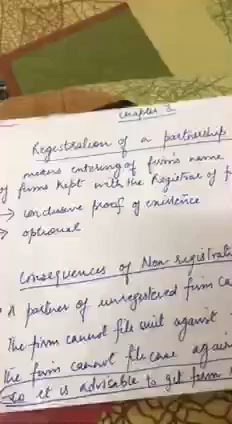 Chapter 3
Registration of a partnership
means entering of firm's name
of firms kept with the Registrar of
→ conclusive proof of existence
→ optional
Consequences of Non-registrati
A partner of unregistered firm ca
The firm cannot file suit against
The firm cannot file case again
So it is advisable to get firm